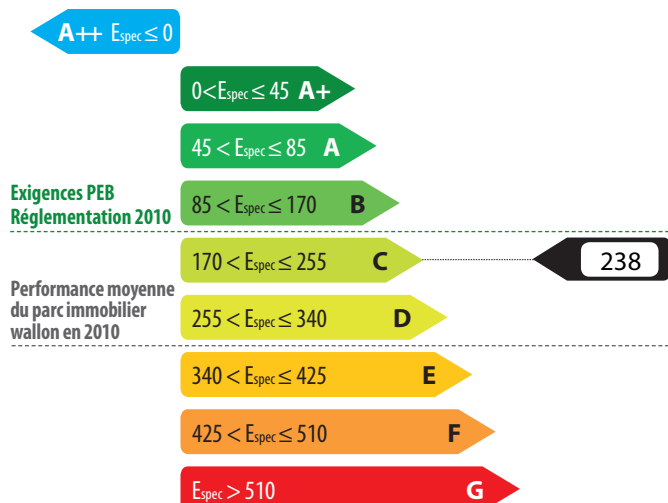 A++ Espec ≤ 0
0<Espec ≤ 45 A+
45 < Espec ≤ 85 A
Exigences PEB
Réglementation 2010
85 < Espec ≤ 170 B
170 < Espec ≤ 255 C
238
Performance moyenne
du parc immobilier
wallon en 2010
255 < Espec ≤ 340 D
340 < Espec ≤ 425 E
425 < Espec ≤ 510 F
Espec > 510 G